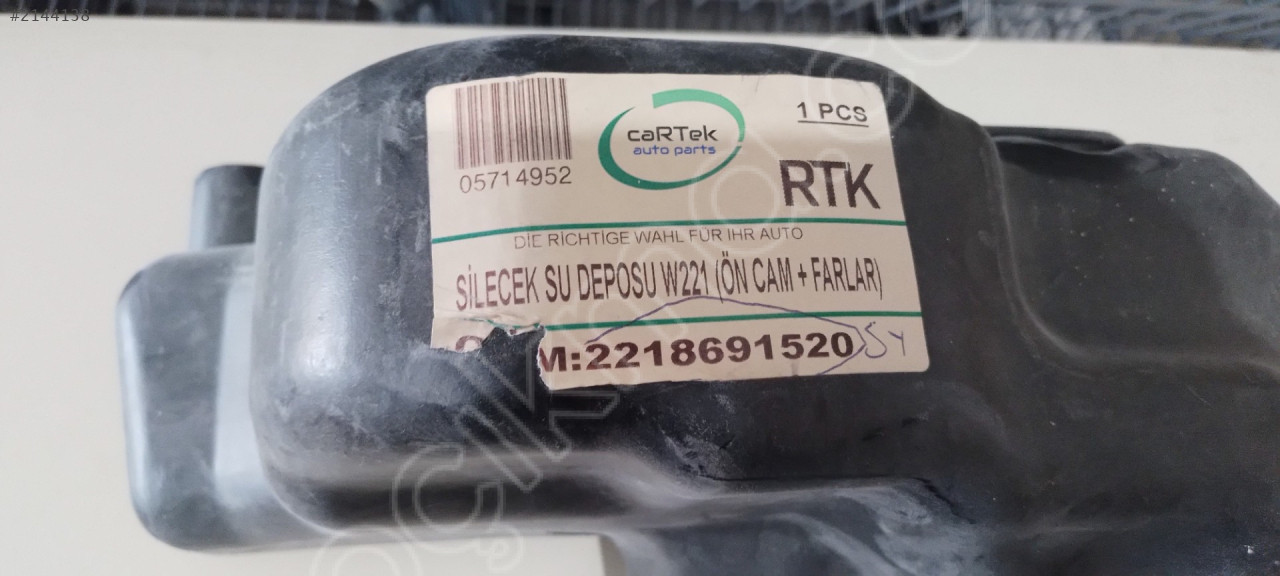 #2144138
1 PCS
caRTek
auto parts
05714952
RTK
DIE RICHTIGE WAHL FÜR IHR AUTO
SİLECEK SU DEPOSU W221 (ÖN CAM + FARLAR)
M:2218691520